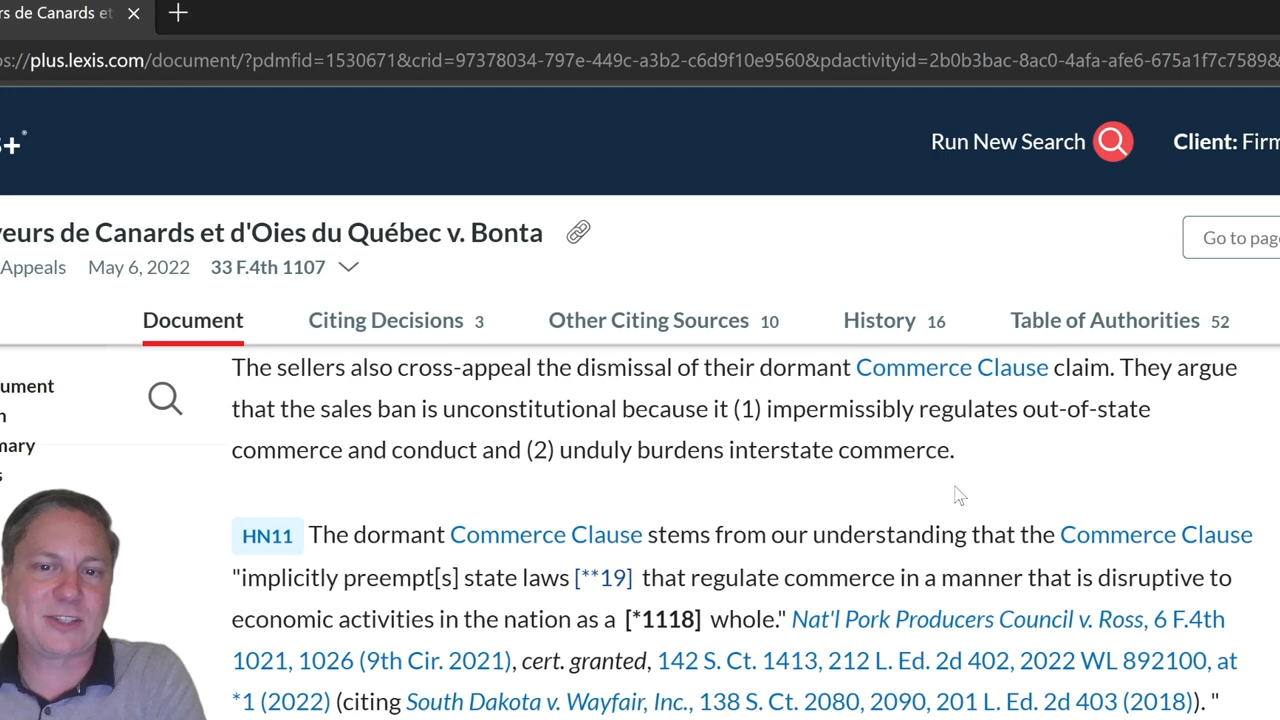 rs de Canards et
ps://plus.lexis.com/document/?pdmfid=1530671&crid=97378034-797e-449c-a3b2-c6d9f10e9560&pdactivityid=2b0b3bac-8ac0-4afa-afe6-675a1f7c7589&
s+®
Run New Search
Client: Firm
veurs de Canards et d'Oies du Québec v. Bonta
Go to page
Appeals May 6, 2022 33 F.4th 1107
Document Citing Decisions 3 Other Citing Sources 10 History 16 Table of Authorities 52
ument
n
mary
s
The sellers also cross-appeal the dismissal of their dormant Commerce Clause claim. They argue
that the sales ban is unconstitutional because it (1) impermissibly regulates out-of-state
commerce and conduct and (2) unduly burdens interstate commerce.
HN11 The dormant Commerce Clause stems from our understanding that the Commerce Clause
"implicitly preempt[s] state laws [**19] that regulate commerce in a manner that is disruptive to
economic activities in the nation as a [*1118] whole." Nat'l Pork Producers Council v. Ross, 6 F.4th
1021, 1026 (9th Cir. 2021), cert. granted, 142 S. Ct. 1413, 212 L. Ed. 2d 402, 2022 WL 892100, at
*1 (2022) (citing South Dakota v. Wayfair, Inc., 138 S. Ct. 2080, 2090, 201 L. Ed. 2d 403 (2018)). "